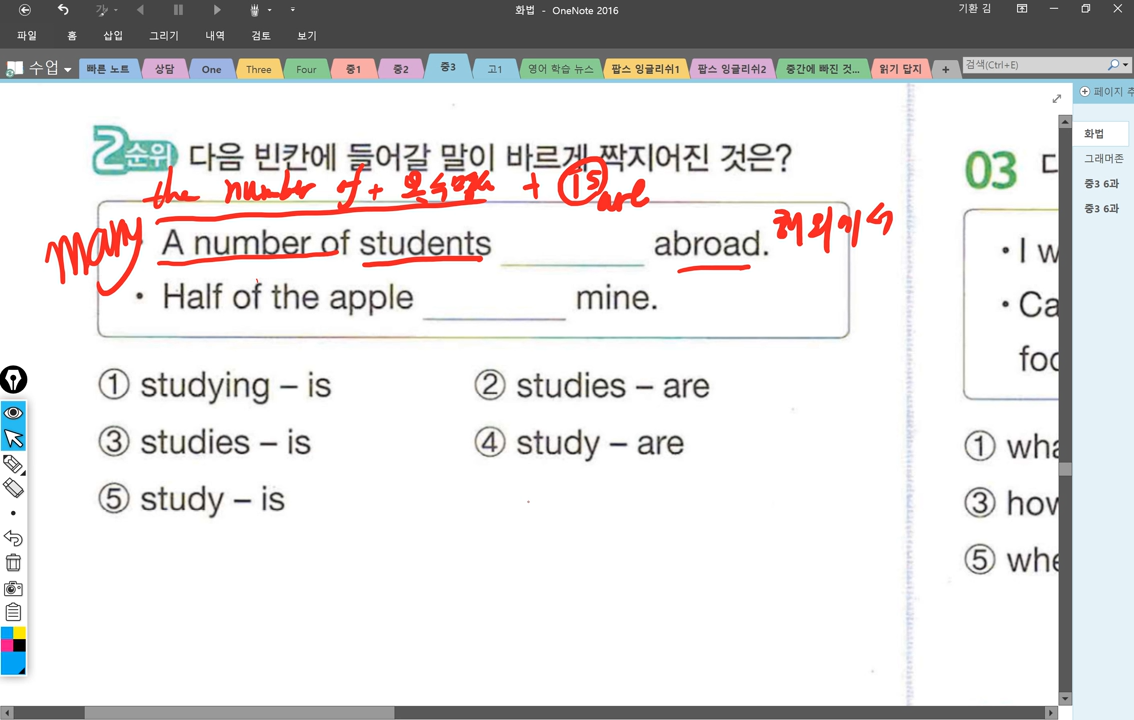 화법 - OneNote 2016
기환 김
파일 홈 삽입 그리기 내역 검토 보기
수업 빠른 노트 상담 One Three Four 중1 중2 중3 고1 영어 학습 뉴스 팝스 잉글리쉬1 팝스 잉글리쉬2 중간에 빠진 것... 읽기 답지 + 검색(Ctrl+E)
페이지 추
화법
그래머존
중3 6과
중3 6과
2순위 다음 빈칸에 들어갈 말이 바르게 짝지어진 것은?
the number of + 복수명사 + is
are
many
A number of students ________ abroad.
• Half of the apple ________ mine.
① studying – is ② studies – are
③ studies – is ④ study – are
⑤ study – is
03
• I w
• Ca
foo
① wha
③ how
⑤ whe